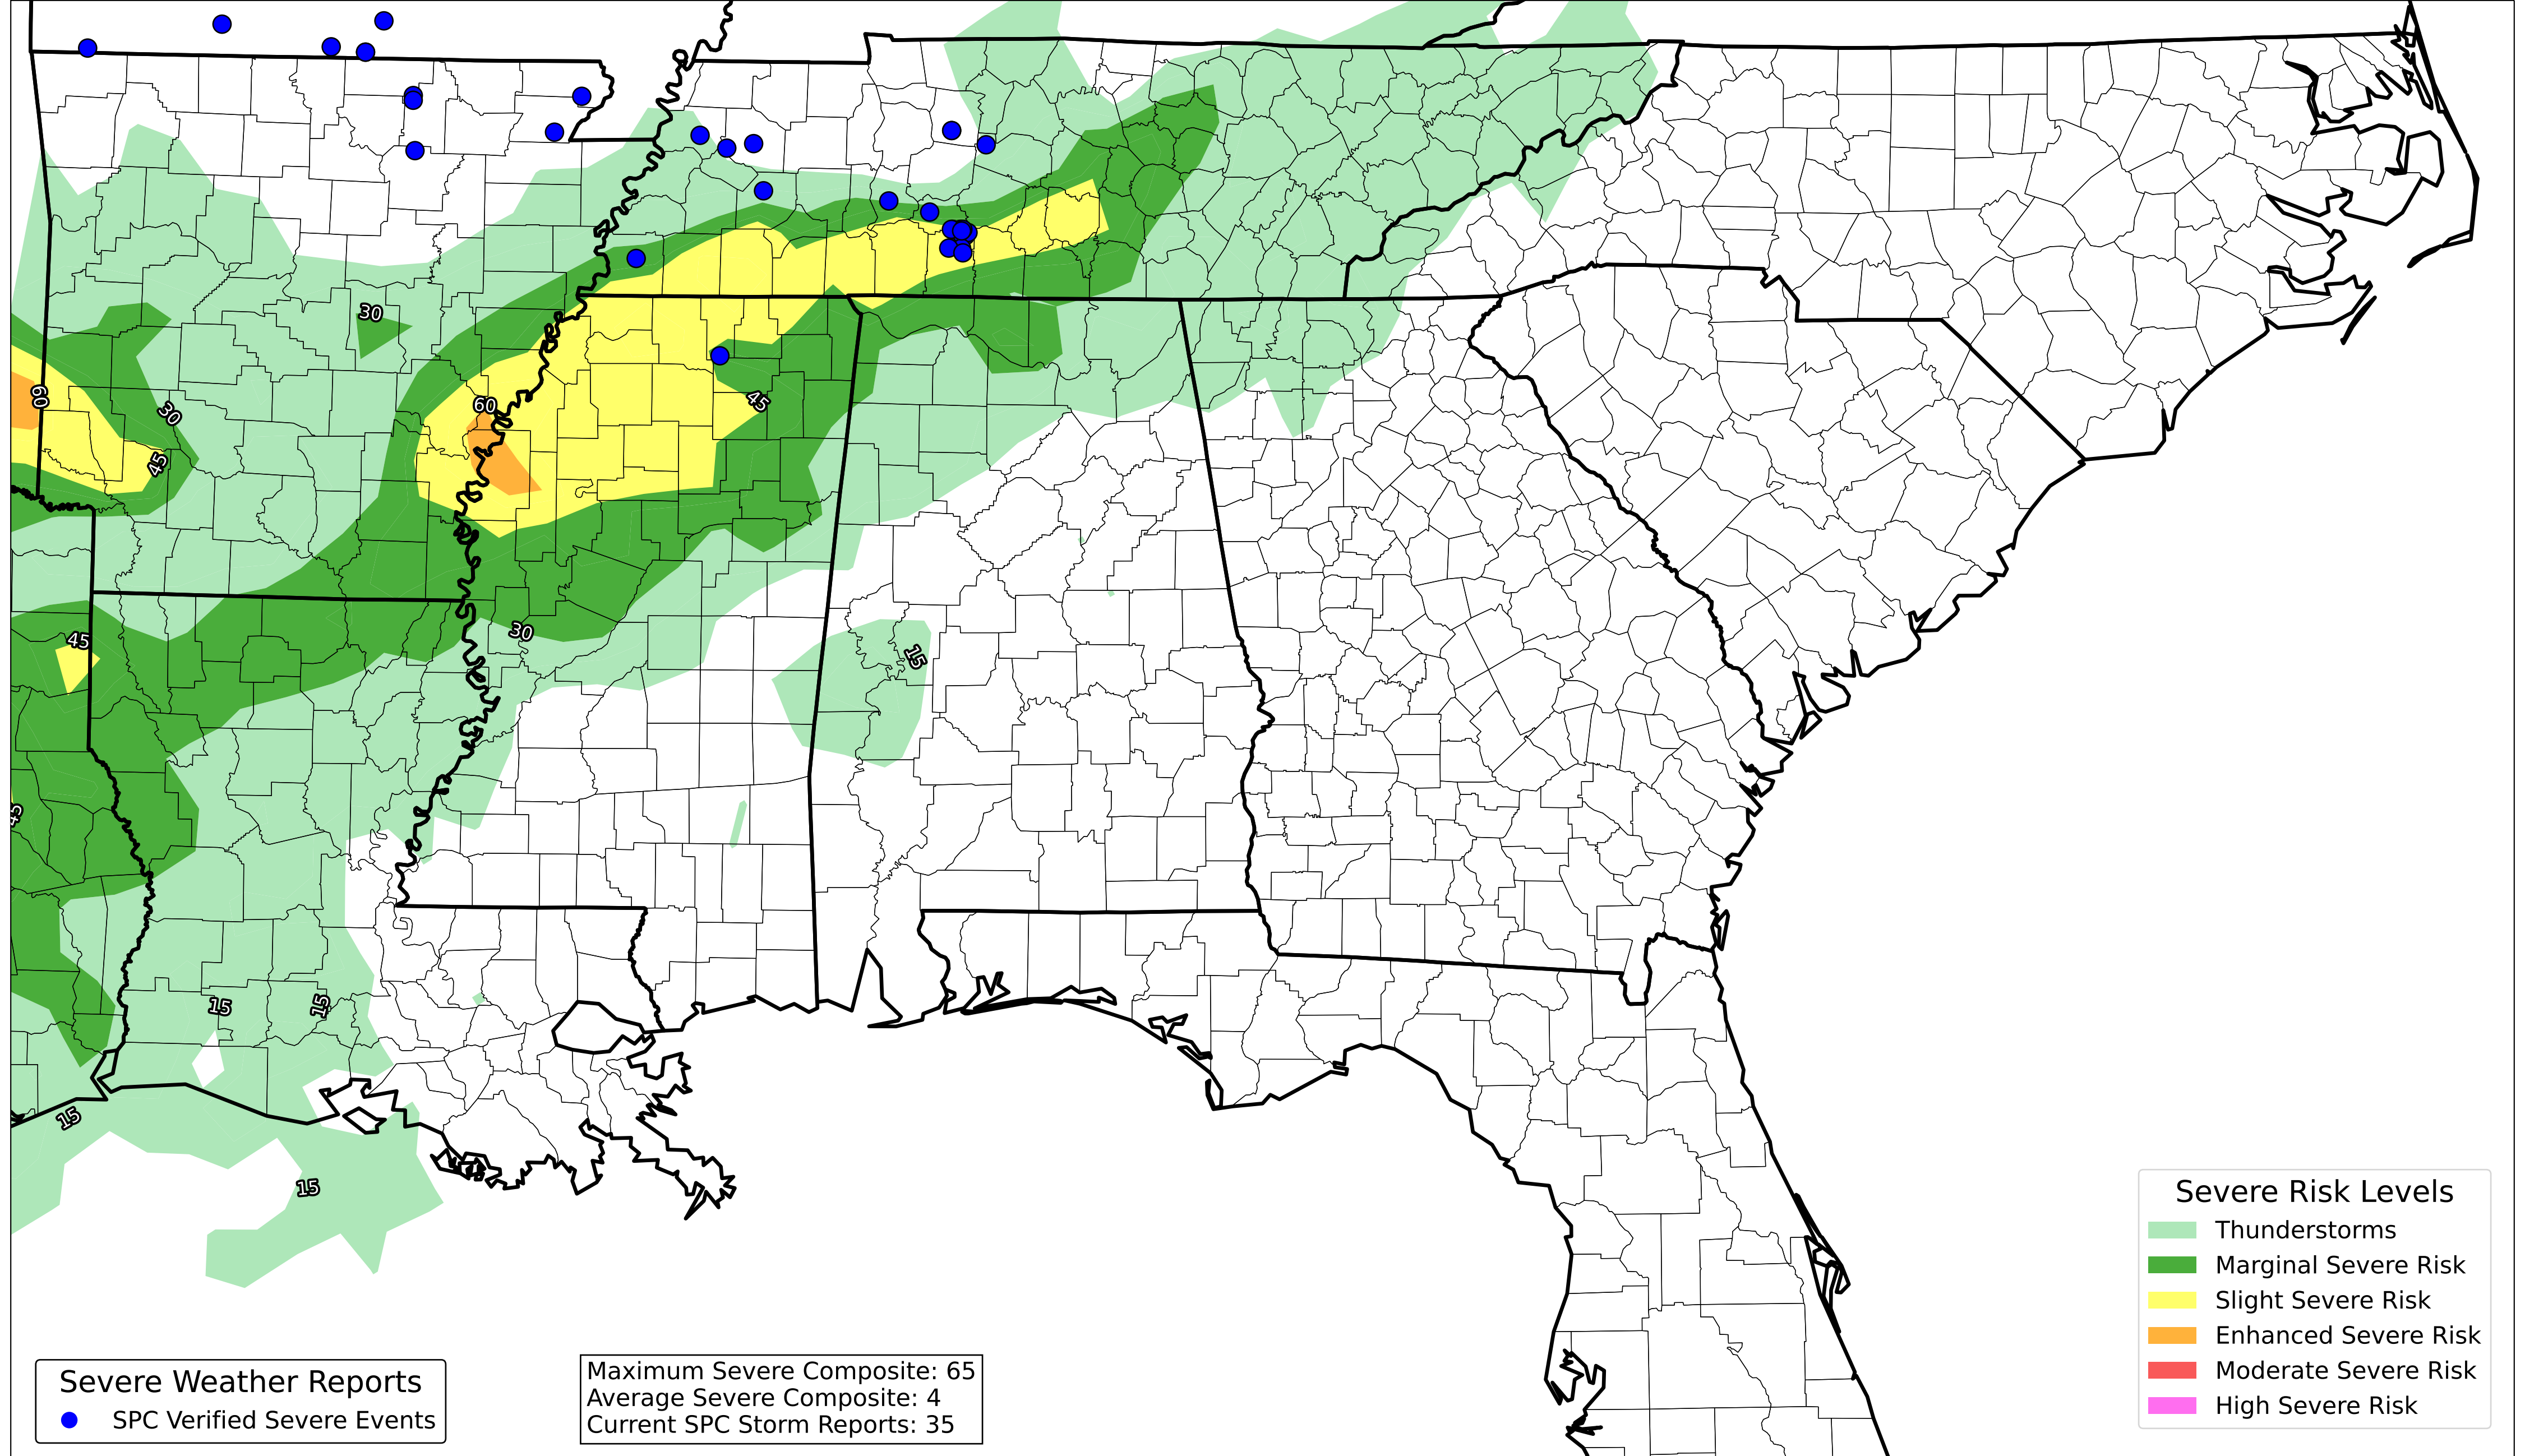 30
60
30
45
60
45
45
30
15
45
15
15
15
15
Severe Risk Levels
Thunderstorms
Marginal Severe Risk
Slight Severe Risk
Enhanced Severe Risk
Moderate Severe Risk
High Severe Risk
Severe Weather Reports
SPC Verified Severe Events
Maximum Severe Composite: 65
Average Severe Composite: 4
Current SPC Storm Reports: 35